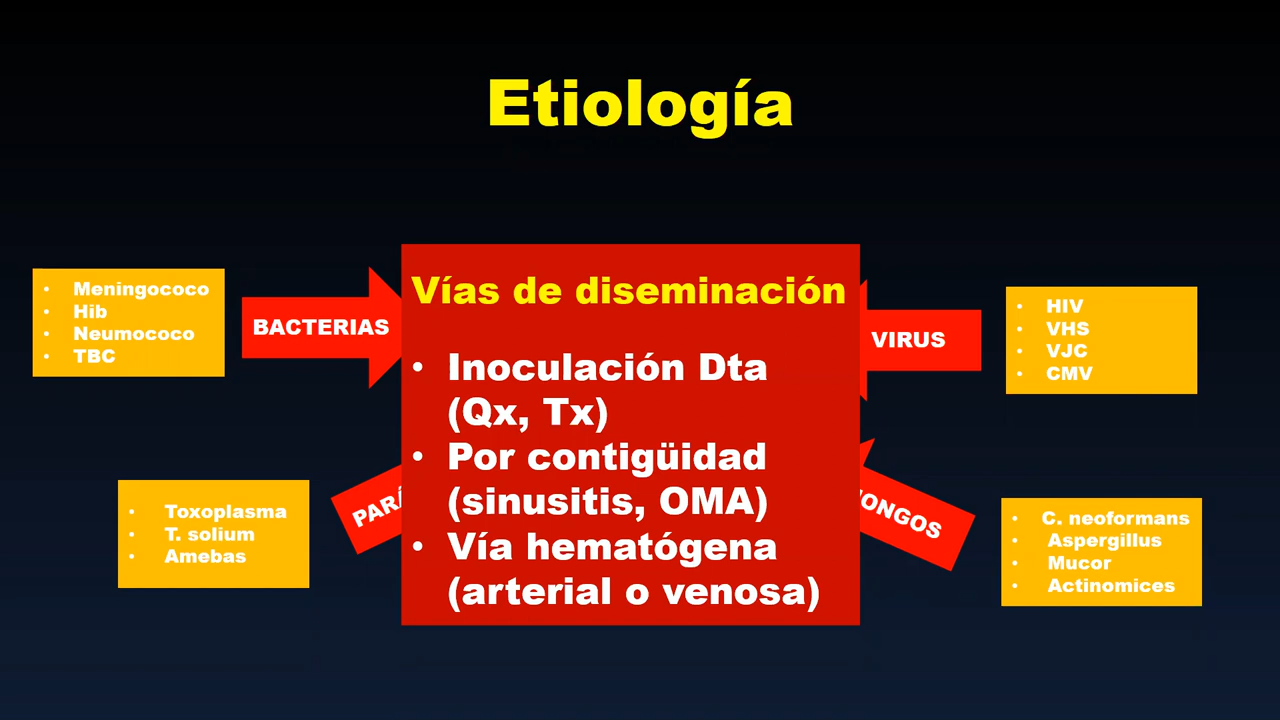 Etiología
• Meningococo
• Hib
• Neumococo
• TBC
BACTERIAS
Vías de diseminación
• Inoculación Dta
(Qx, Tx)
• Por contigüidad
(sinusitis, OMA)
• Vía hematógena
(arterial o venosa)
VIRUS
• HIV
• VHS
• VJC
• CMV
• Toxoplasma
• T. solium
• Amebas
• C. neoformans
• Aspergillus
• Mucor
• Actinomices